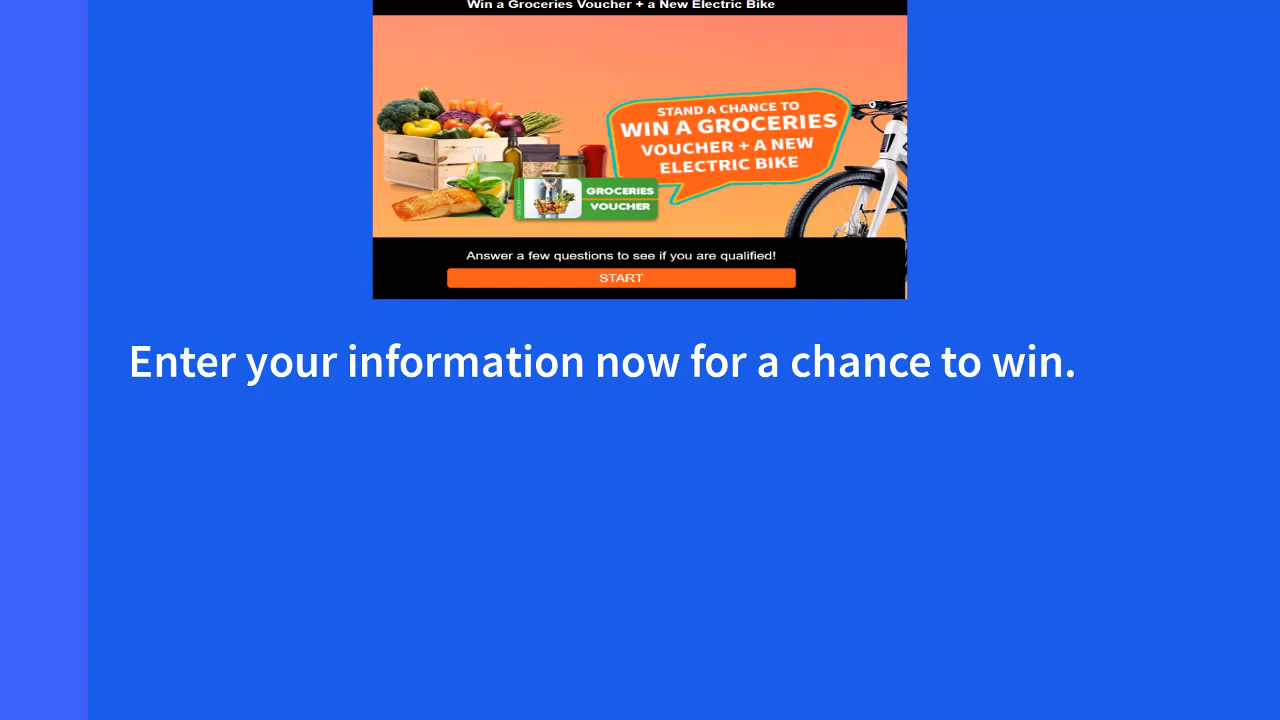 Win a Groceries Voucher + a New Electric Bike
STAND A CHANCE TO
WIN A GROCERIES
VOUCHER + A NEW
ELECTRIC BIKE
GROCERIES
VOUCHER
Answer a few questions to see if you are qualified!
START
Enter your information now for a chance to win.